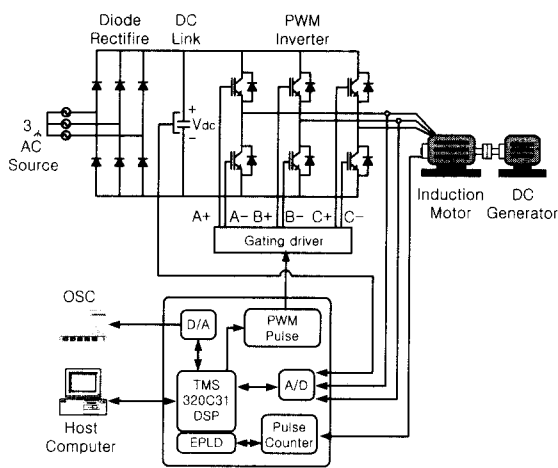 Diode
Rectifire
DC
Link
PWM
Inverter
+
Vdc
−
3
AC
Source
Induction
Motor
DC
Generator
A+ A− B+ B− C+ C−
Gating driver
OSC
D/A
PWM
Pulse
TMS
320C31
DSP
A/D
Host
Computer
EPLD
Pulse
Counter